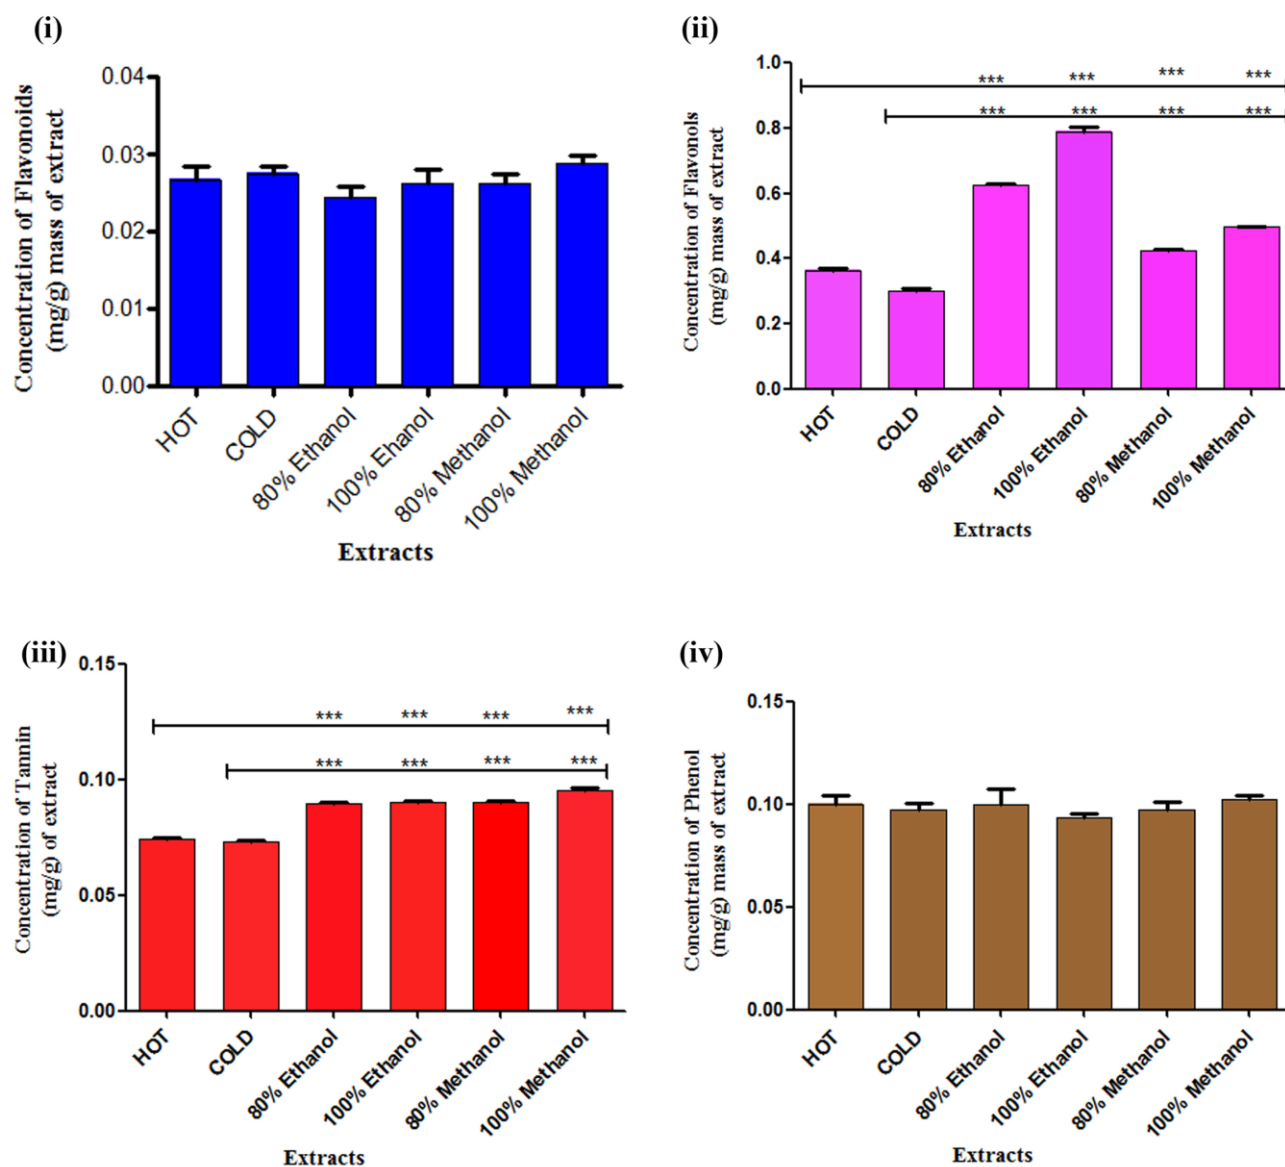 (i)
Concentration of Flavonoids
(mg/g) mass of extract
0.04
0.03
0.02
0.01
0.00
HOT
COLD
80% Ethanol
100% Ehanol
80% Methanol
100% Methanol
Extracts
(ii)
Concentration of Flavonols
(mg/g) mass of extract
1.0
0.8
0.6
0.4
0.2
0.0
*** *** *** ***
*** *** *** ***
HOT
COLD
80% Ethanol
100% Ethanol
80% Methanol
100% Methanol
Extracts
(iii)
Concentration of Tannin
(mg/g) of extract
0.15
0.10
0.05
0.00
*** *** *** ***
*** *** *** ***
HOT
COLD
80% Ethanol
100% Ethanol
80% Methanol
100% Methanol
Extracts
(iv)
Concentration of Phenol
(mg/g) mass of extract
0.15
0.10
0.05
0.00
HOT
COLD
80% Ethanol
100% Ethanol
80% Methanol
100% Methanol
Extracts